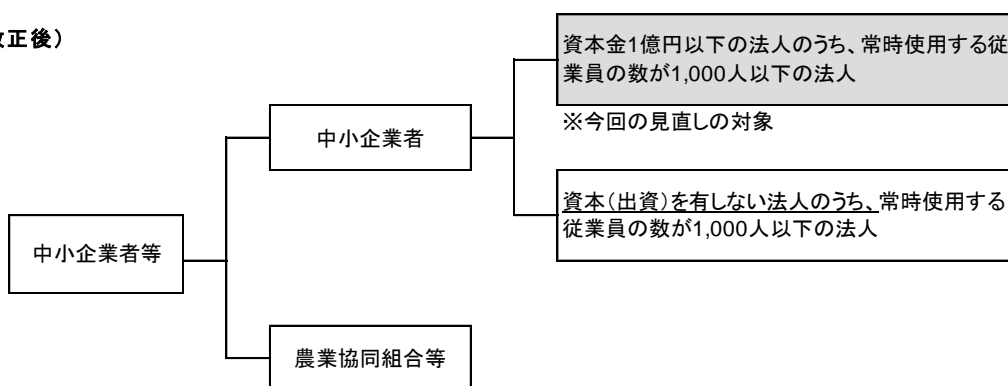 改正後）
資本金1億円以下の法人のうち、常時使用する従
業員の数が1,000人以下の法人
※今回の見直しの対象
中小企業者
資本（出資）を有しない法人のうち、常時使用する
従業員の数が1,000人以下の法人
中小企業者等
農業協同組合等